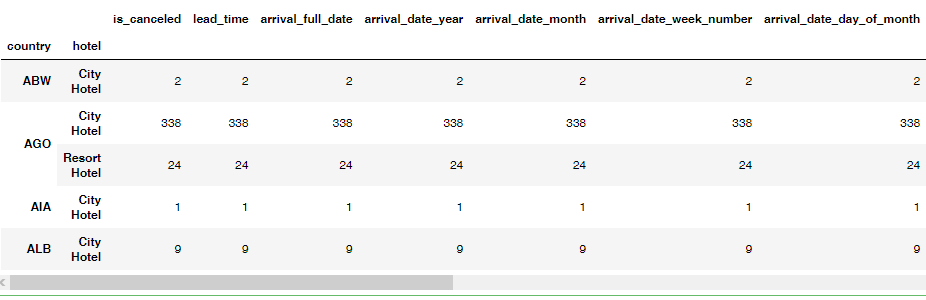 is_canceled lead_time arrival_full_date arrival_date_year arrival_date_month arrival_date_week_number arrival_date_day_of_month
country hotel
ABW City Hotel 2 2 2 2 2 2 2
AGO City Hotel 338 338 338 338 338 338 338
Resort Hotel 24 24 24 24 24 24 24
AIA City Hotel 1 1 1 1 1 1 1
ALB City Hotel 9 9 9 9 9 9 9